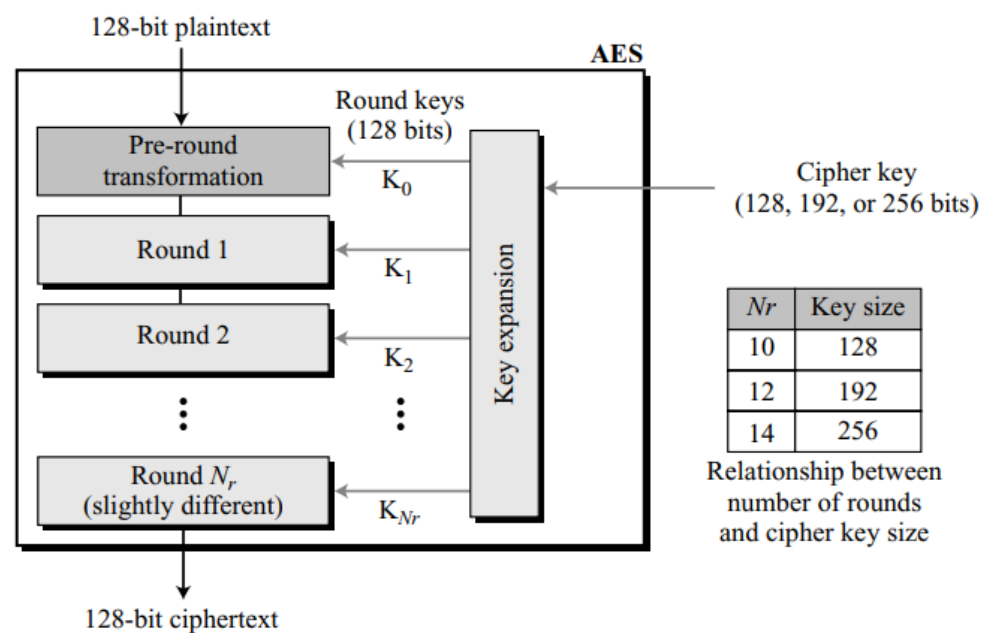 128-bit plaintext
AES
Round keys
(128 bits)
Pre-round
transformation
K₀
Cipher key
(128, 192, or 256 bits)
Round 1
K₁
Round 2
K₂
Key expansion
Nr Key size
10 128
12 192
14 256
Relationship between
number of rounds
and cipher key size
⋮ ⋮
Round Nᵣ
(slightly different)
K_Nr
128-bit ciphertext